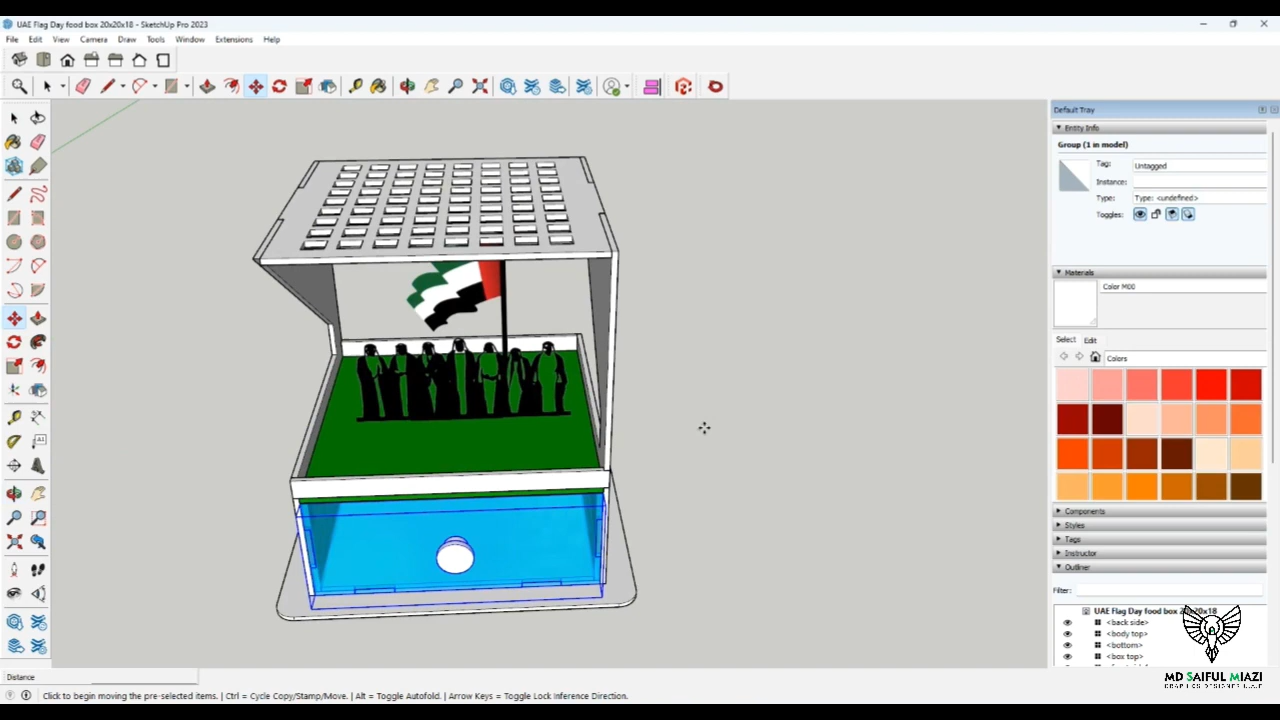 UAE Flag Day food box 20x20x18 - SketchUp Pro 2023
File Edit View Camera Draw Tools Window Extensions Help
Default Tray
Entity Info
Group (1 in model)
Tag: Untagged
Instance:
Type: Type: <undefined>
Toggles:
Materials
Color M00
Select Edit
Colors
Components
Styles
Tags
Instructor
Outliner
Filter:
UAE Flag Day food box 20x20x18
<back side>
<body top>
<bottom>
<box top>
MD SAIFUL MIAZI
Distance
Click to begin moving the pre-selected items. | Ctrl = Cycle Copy/Stamp/Move. | Alt = Toggle Autofold. | Arrow Keys = Toggle Lock Inference Direction.